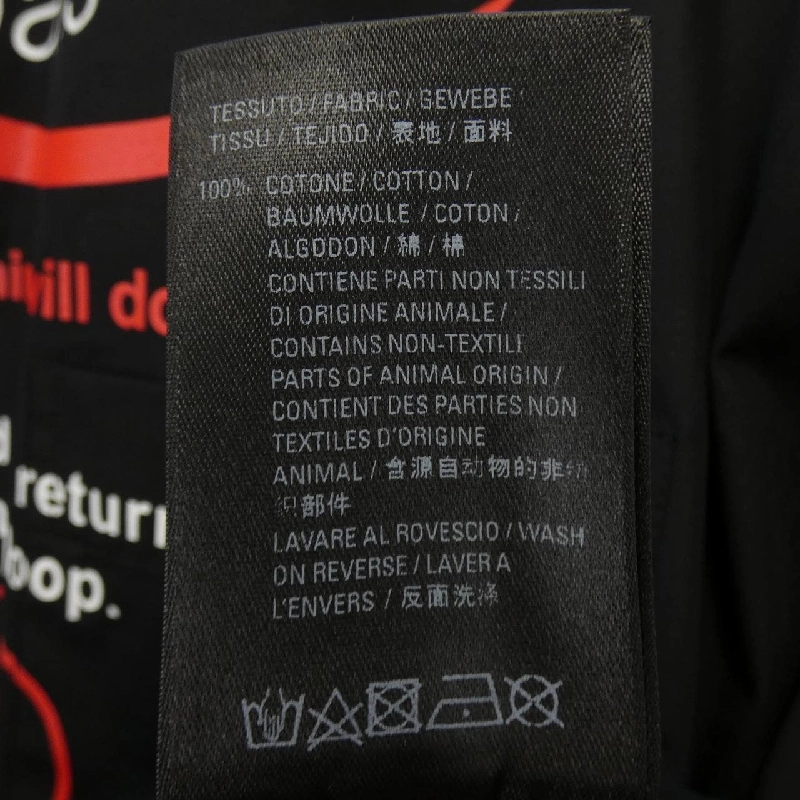 TESSUTO / FABRIC / GEWEBE
TISSU / TEJIDO / 表地 / 面料
100% COTONE / COTTON /
BAUMWOLLE / COTON /
ALGODON / 綿 / 棉
CONTIENE PARTI NON TESSILI
DI ORIGINE ANIMALE /
CONTAINS NON-TEXTILE
PARTS OF ANIMAL ORIGIN /
CONTIENT DES PARTIES NON
TEXTILES D'ORIGINE
ANIMAL / 含源自动物的非纺
织部件
LAVARE AL ROVESCIO / WASH
ON REVERSE / LAVER A
L'ENVERS / 反面洗涤
will do
return
oop.